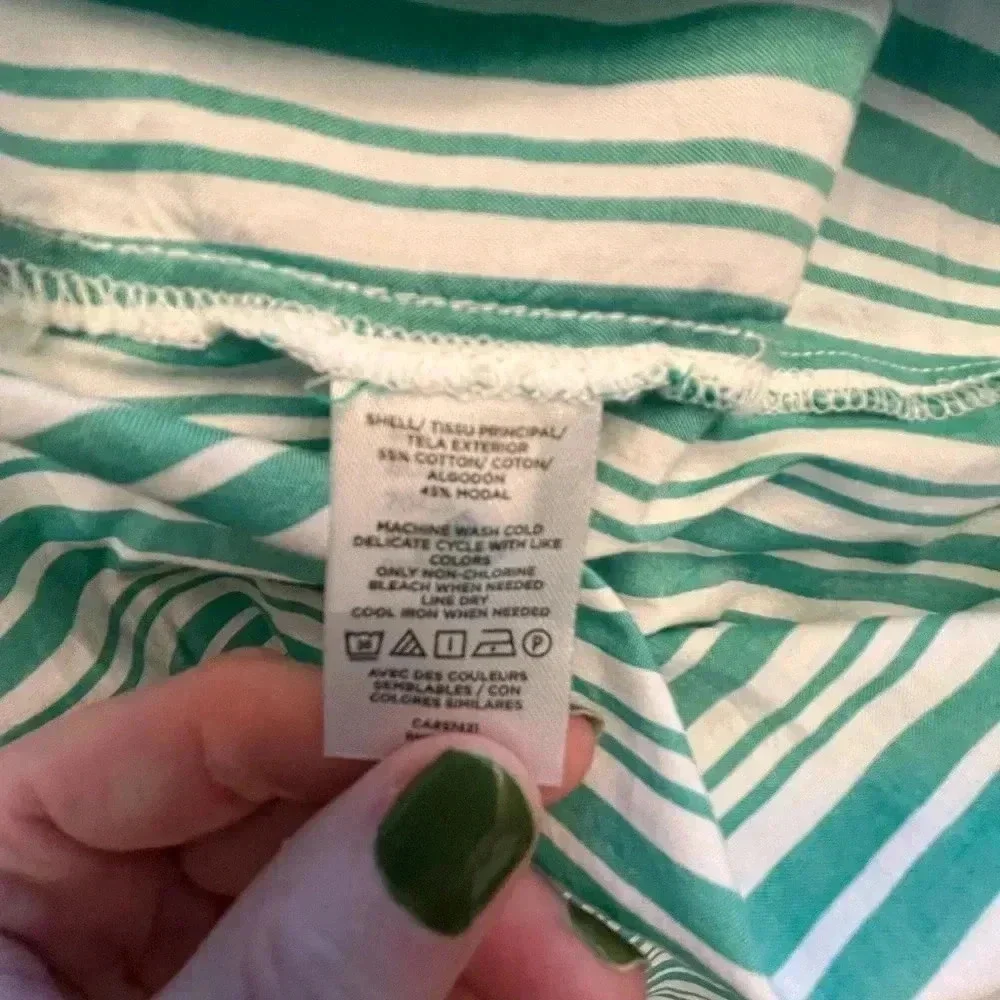 SHELL/ TISSU PRINCIPAL/
TELA EXTERIOR
55% COTTON/ COTON/
ALGODON
45% MODAL
MACHINE WASH COLD
DELICATE CYCLE WITH LIKE
COLORS
ONLY NON-CHLORINE
BLEACH WHEN NEEDED
LINE DRY
COOL IRON WHEN NEEDED
P
AVEC DES COULEURS
SEMBLABLES / CON
COLORES SIMILARES